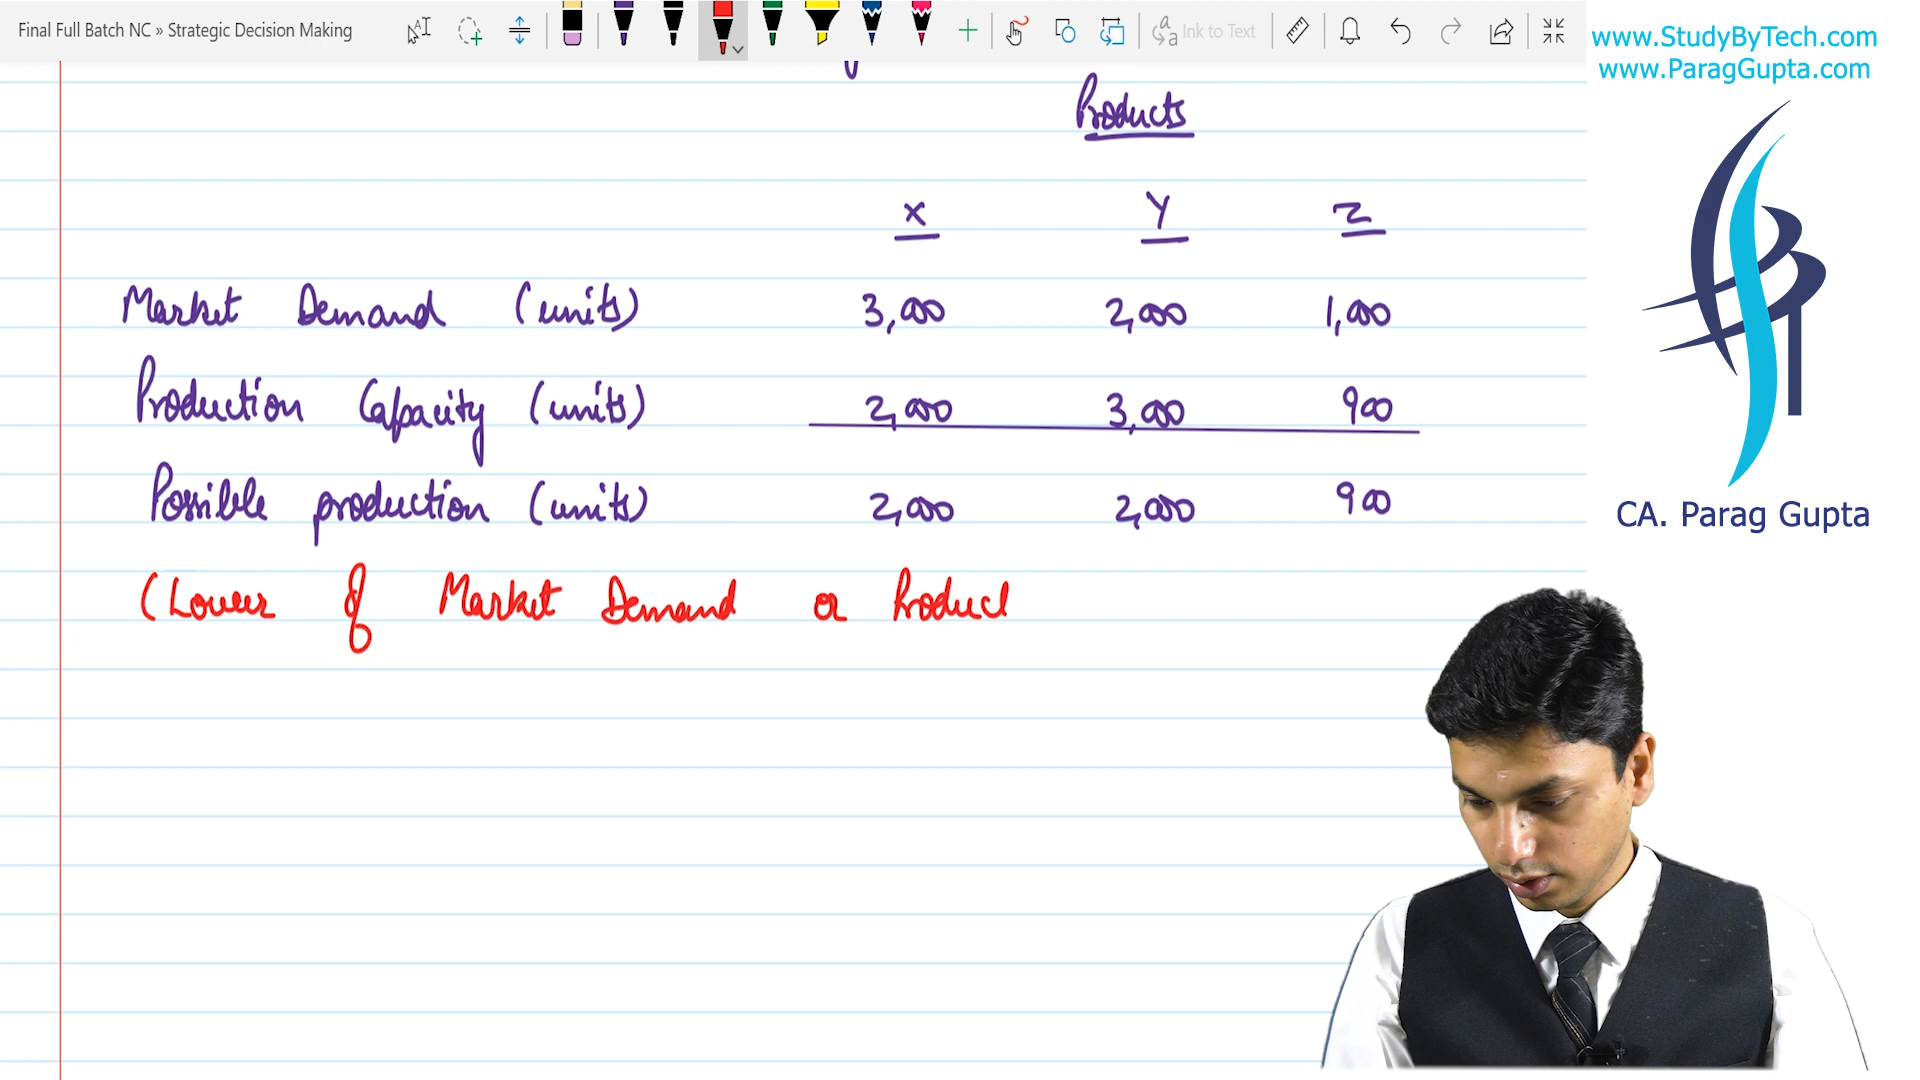 Final Full Batch NC » Strategic Decision Making
Ink to Text
www.StudyByTech.com
www.ParagGupta.com
Products
X Y Z
Market Demand (units) 3,000 2,000 1,000
Production Capacity (units) 2,000 3,000 900
Possible production (units) 2,000 2,000 900
(Lower of Market Demand or Product
CA. Parag Gupta